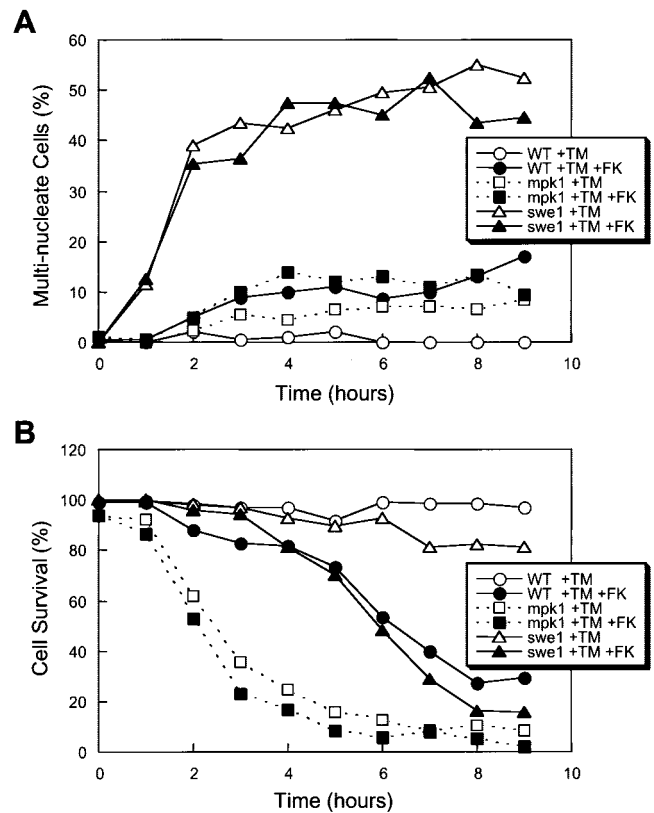 A
60
50
40
30
20
10
0
Multi-nucleate Cells (%)
WT +TM
WT +TM +FK
mpk1 +TM
mpk1 +TM +FK
swe1 +TM
swe1 +TM +FK
0 2 4 6 8 10
Time (hours)
B
120
100
80
60
40
20
0
Cell Survival (%)
WT +TM
WT +TM +FK
mpk1 +TM
mpk1 +TM +FK
swe1 +TM
swe1 +TM +FK
0 2 4 6 8 10
Time (hours)